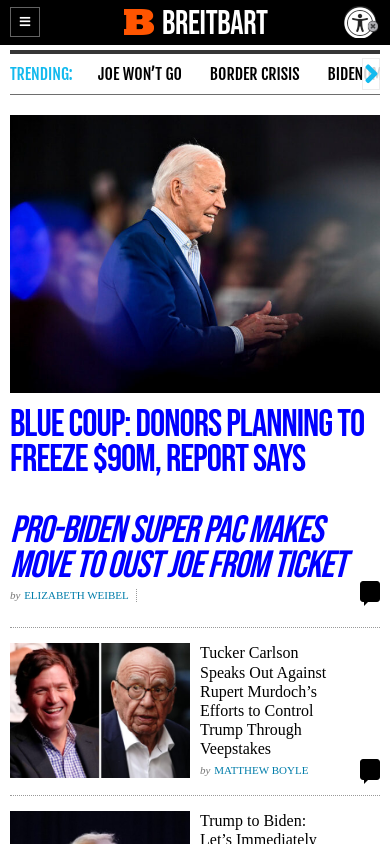 BREITBART
TRENDING: JOE WON’T GO BORDER CRISIS BIDEN
BLUE COUP: DONORS PLANNING TO
FREEZE $90M, REPORT SAYS
PRO-BIDEN SUPER PAC MAKES
MOVE TO OUST JOE FROM TICKET
by ELIZABETH WEIBEL
Tucker Carlson
Speaks Out Against
Rupert Murdoch’s
Efforts to Control
Trump Through
Veepstakes
by MATTHEW BOYLE
Trump to Biden:
Let’s Immediately